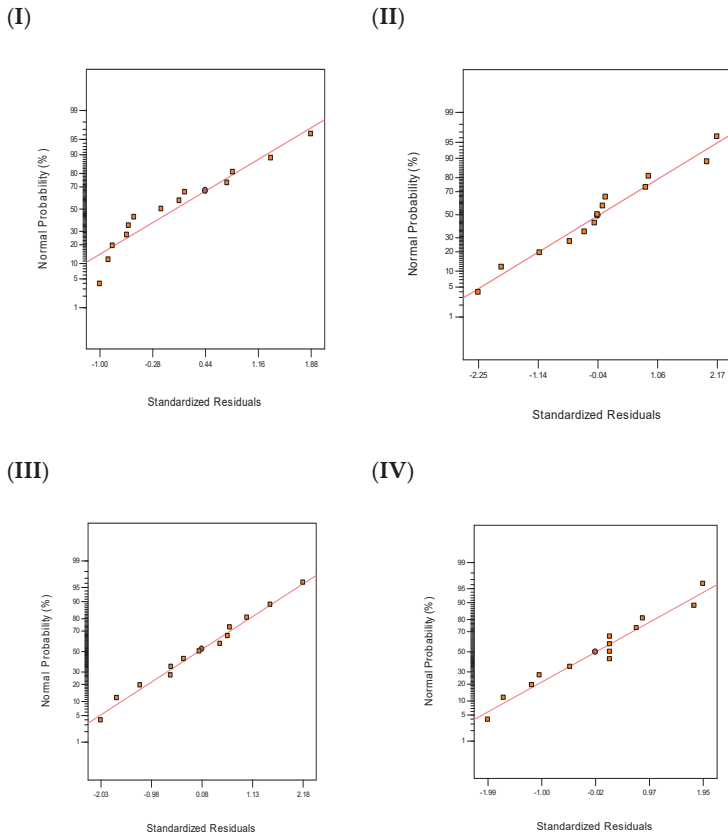 (I)
99
95
90
80
70
50
30
20
10
5
1
Normal Probability (%)
-1.00 -0.28 0.44 1.16 1.88
Standardized Residuals
(II)
99
95
90
80
70
50
30
20
10
5
1
Normal Probability (%)
-2.25 -1.14 -0.04 1.06 2.17
Standardized Residuals
(III)
99
95
90
80
70
50
30
20
10
5
1
Normal Probability (%)
-2.03 -0.98 0.08 1.13 2.18
Standardized Residuals
(IV)
99
95
90
80
70
50
30
20
10
5
1
Normal Probability (%)
-1.99 -1.00 -0.02 0.97 1.95
Standardized Residuals